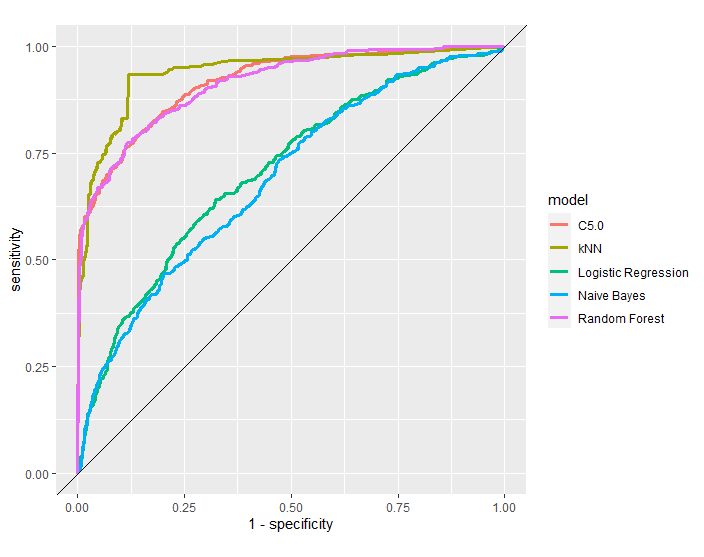 1.00
0.75
0.50
0.25
0.00
sensitivity
0.00 0.25 0.50 0.75 1.00
1 - specificity
model
C5.0
kNN
Logistic Regression
Naive Bayes
Random Forest